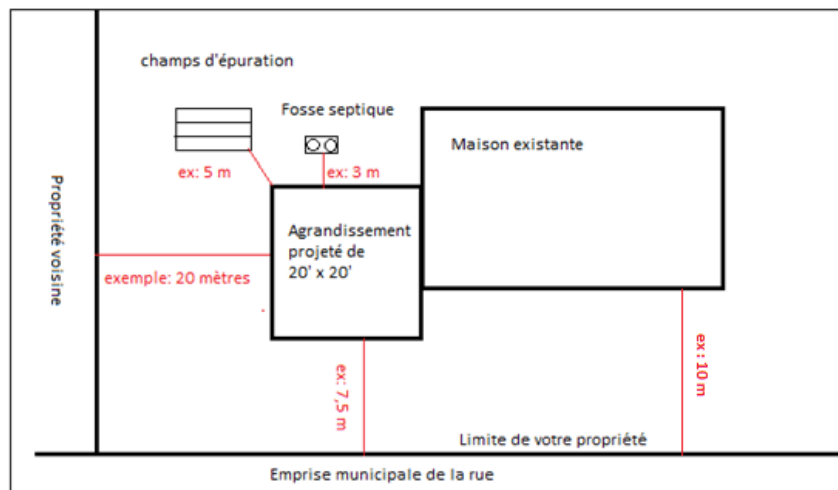 champs d'épuration
Fosse septique
Maison existante
ex: 5 m
ex: 3 m
Propriété voisine
Agrandissement
projeté de
20' x 20'
exemple: 20 mètres
ex: 7,5 m
ex : 10 m
Limite de votre propriété
Emprise municipale de la rue